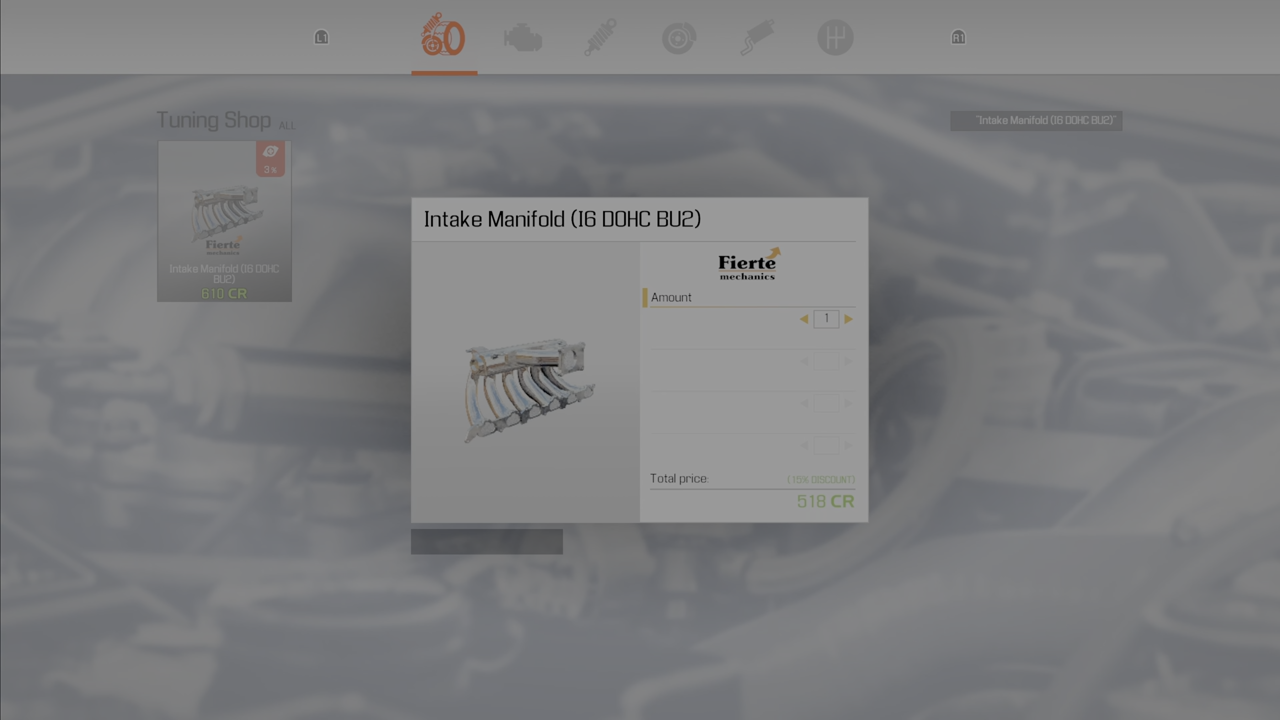 L1
R1
Tuning Shop ALL
"Intake Manifold (I6 DOHC BU2)"
3%
Fierte
mechanics
Intake Manifold (I6 DOHC
BU2)
610 CR
Intake Manifold (I6 DOHC BU2)
Fierte
mechanics
Amount
1
Total price:
(15% DISCOUNT)
518 CR